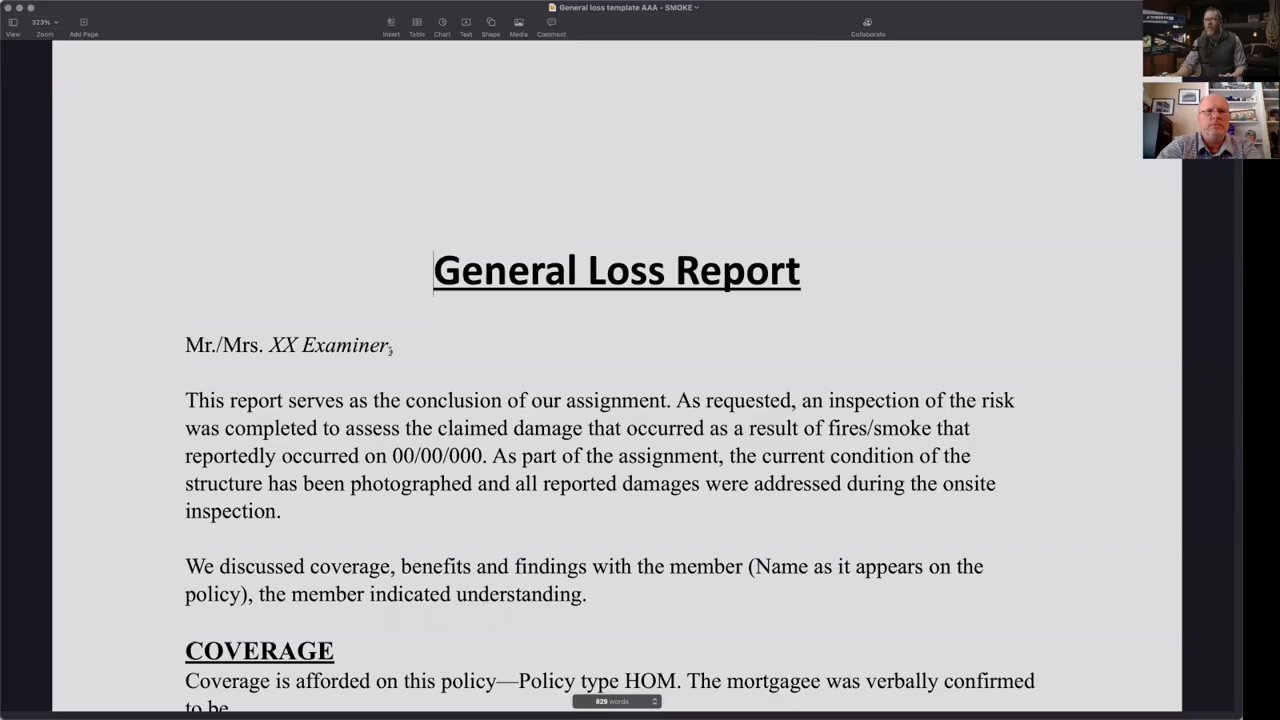 General loss template AAA - SMOKE
323%
View
Zoom
Add Page
Insert
Table
Chart
Text
Shape
Media
Comment
Collaborate
General Loss Report
Mr./Mrs. XX Examiner,
This report serves as the conclusion of our assignment. As requested, an inspection of the risk
was completed to assess the claimed damage that occurred as a result of fires/smoke that
reportedly occurred on 00/00/000. As part of the assignment, the current condition of the
structure has been photographed and all reported damages were addressed during the onsite
inspection.
We discussed coverage, benefits and findings with the member (Name as it appears on the
policy), the member indicated understanding.
COVERAGE
Coverage is afforded on this policy—Policy type HOM. The mortgagee was verbally confirmed
to be
829 words